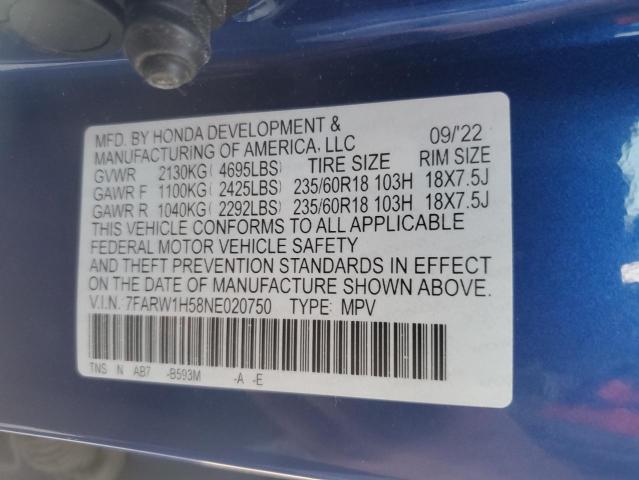 MFD. BY HONDA DEVELOPMENT &
MANUFACTURING OF AMERICA, LLC 09/'22
GVWR 2130KG( 4695LBS) TIRE SIZE RIM SIZE
GAWR F 1100KG( 2425LBS) 235/60R18 103H 18X7.5J
GAWR R 1040KG( 2292LBS) 235/60R18 103H 18X7.5J
THIS VEHICLE CONFORMS TO ALL APPLICABLE
FEDERAL MOTOR VEHICLE SAFETY
AND THEFT PREVENTION STANDARDS IN EFFECT
ON THE DATE OF MANUFACTURE SHOWN ABOVE.
V.I.N. 7FARW1H58NE020750 TYPE: MPV
TNS N AB7 -B593M -A -E